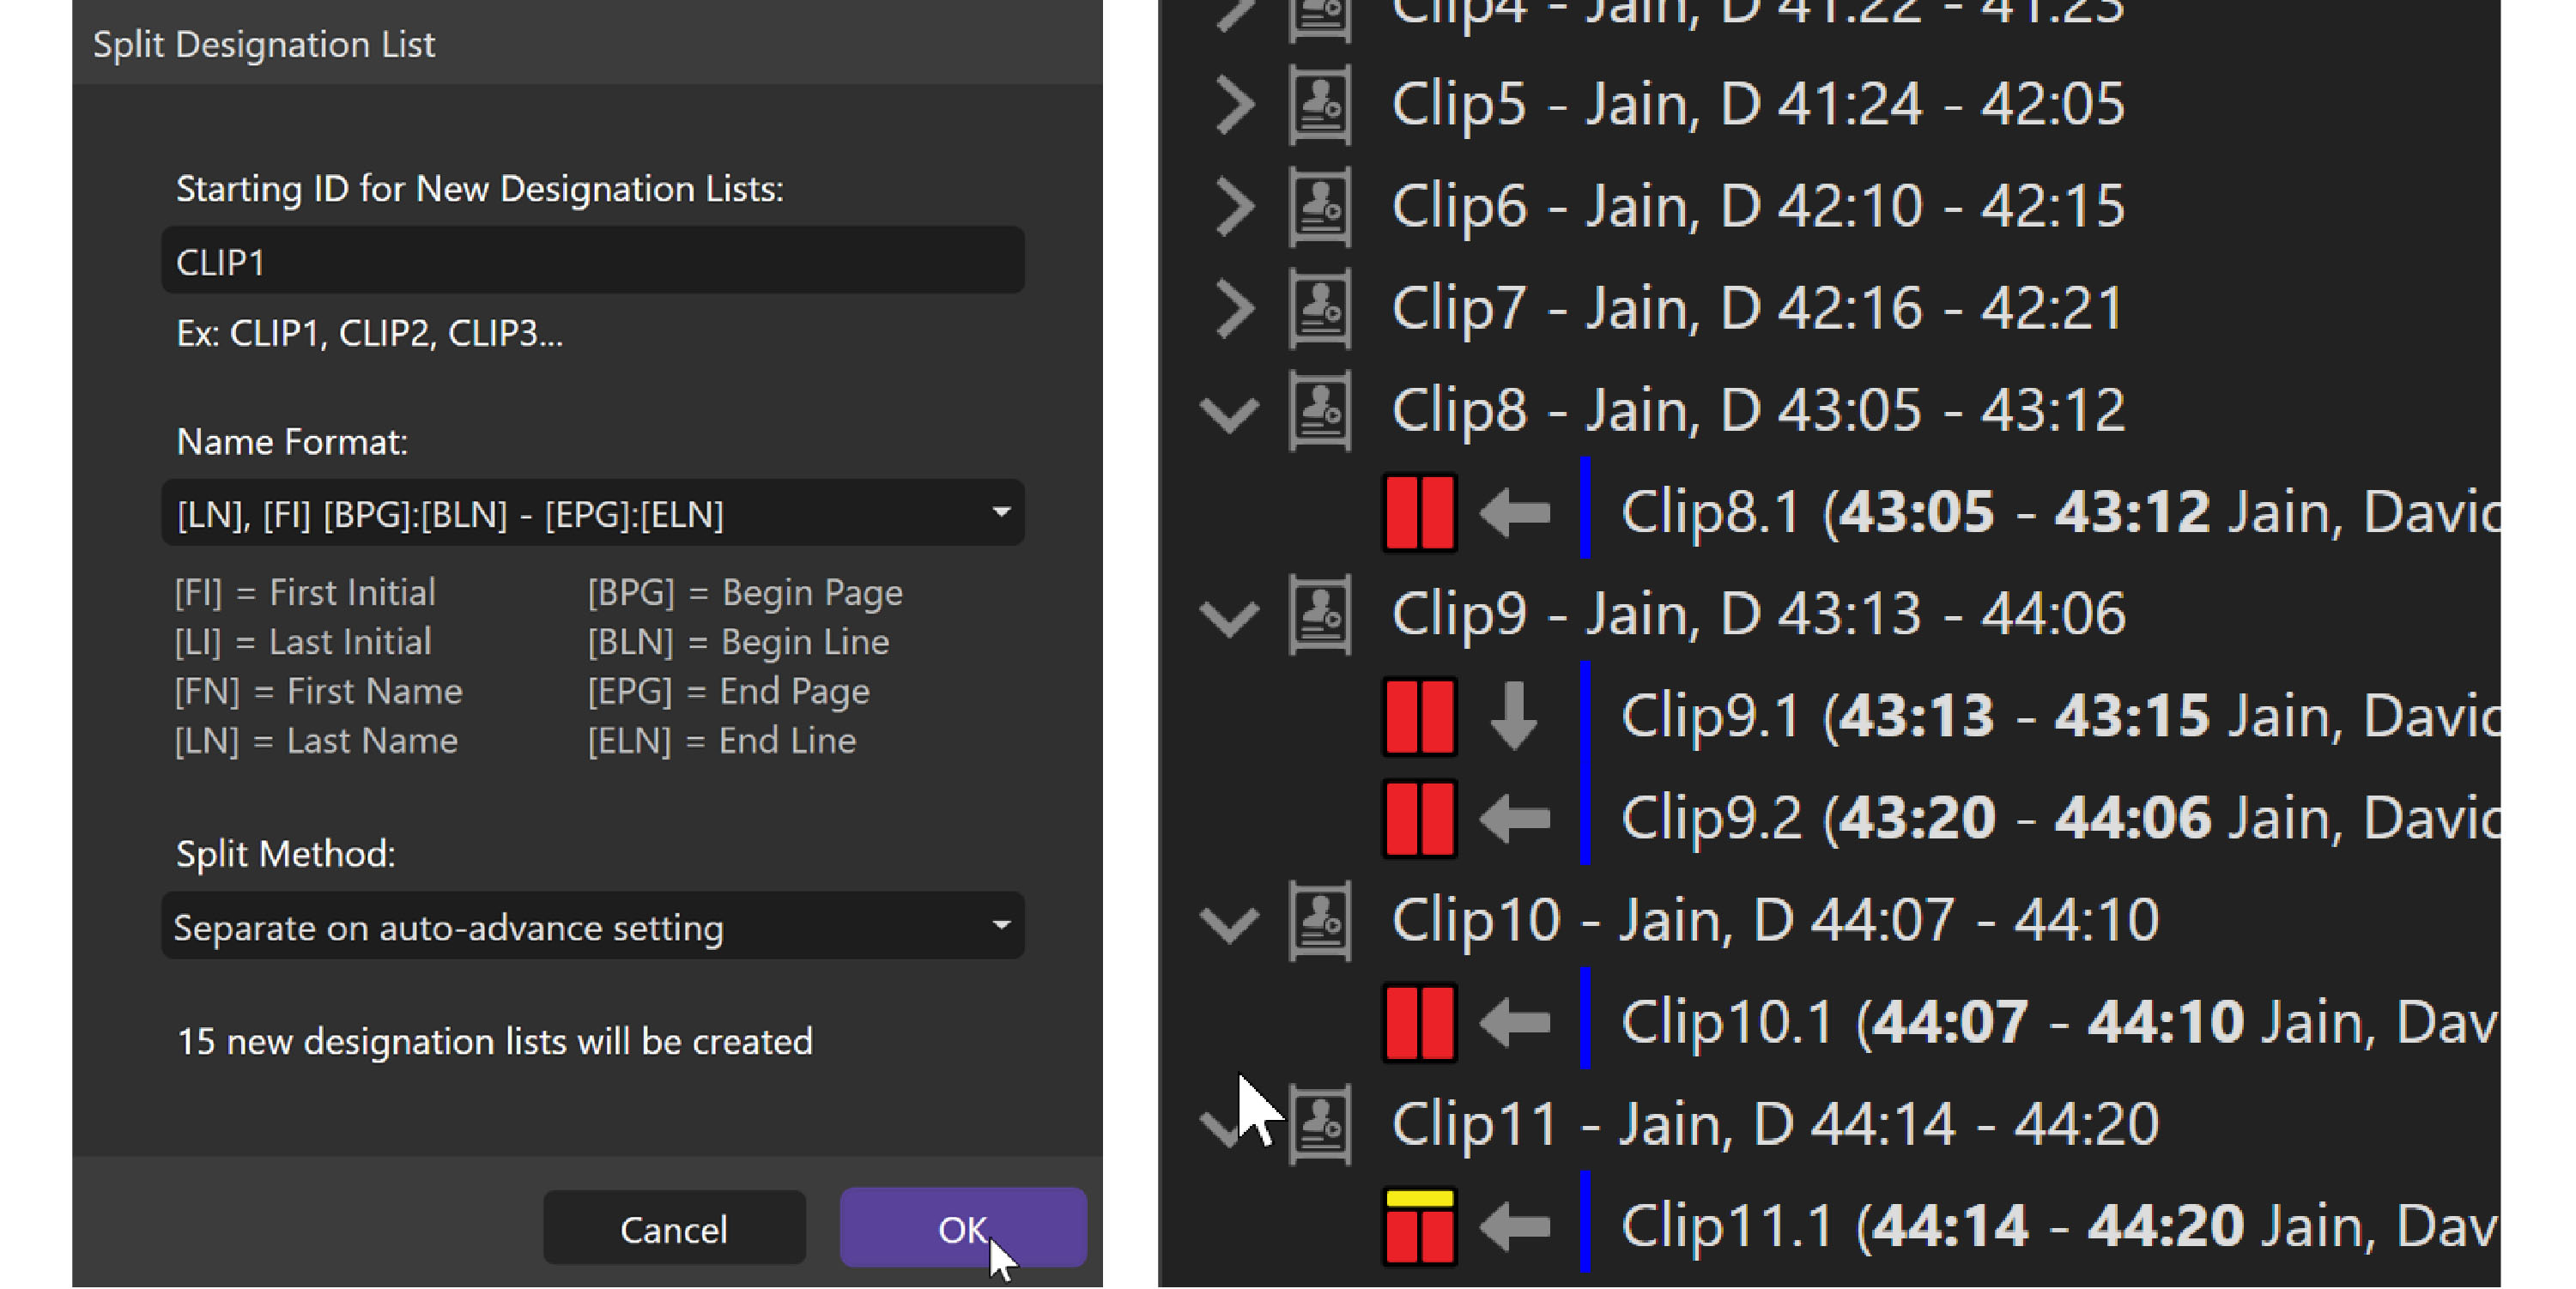 Split Designation List
Starting ID for New Designation Lists:
CLIP1
Ex: CLIP1, CLIP2, CLIP3...
Name Format:
[LN], [FI] [BPG]:[BLN] - [EPG]:[ELN]
[FI] = First Initial [BPG] = Begin Page
[LI] = Last Initial [BLN] = Begin Line
[FN] = First Name [EPG] = End Page
[LN] = Last Name [ELN] = End Line
Split Method:
Separate on auto-advance setting
15 new designation lists will be created
Cancel OK
Clip4 - Jain, D 41:22 - 41:23
Clip5 - Jain, D 41:24 - 42:05
Clip6 - Jain, D 42:10 - 42:15
Clip7 - Jain, D 42:16 - 42:21
Clip8 - Jain, D 43:05 - 43:12
Clip8.1 (43:05 - 43:12 Jain, Davi
Clip9 - Jain, D 43:13 - 44:06
Clip9.1 (43:13 - 43:15 Jain, Davi
Clip9.2 (43:20 - 44:06 Jain, Davi
Clip10 - Jain, D 44:07 - 44:10
Clip10.1 (44:07 - 44:10 Jain, Dav
Clip11 - Jain, D 44:14 - 44:20
Clip11.1 (44:14 - 44:20 Jain, Dav